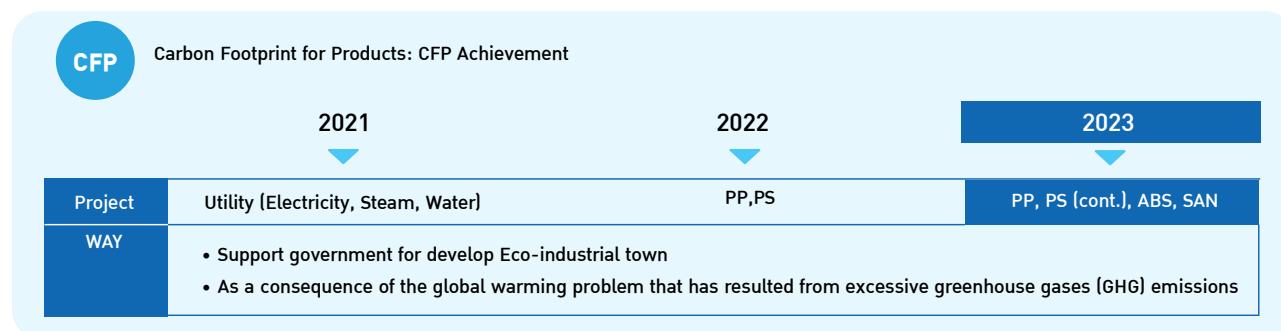 CFP
Carbon Footprint for Products: CFP Achievement
2021 2022 2023
Project Utility (Electricity, Steam, Water) PP,PS PP, PS (cont.), ABS, SAN
WAY
• Support government for develop Eco-industrial town
• As a consequence of the global warming problem that has resulted from excessive greenhouse gases (GHG) emissions